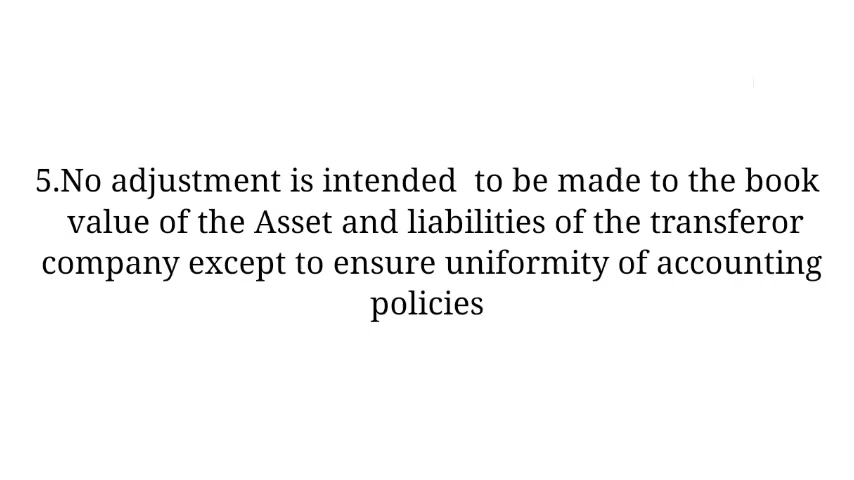 5.No adjustment is intended  to be made to the book
value of the Asset and liabilities of the transferor
company except to ensure uniformity of accounting
policies